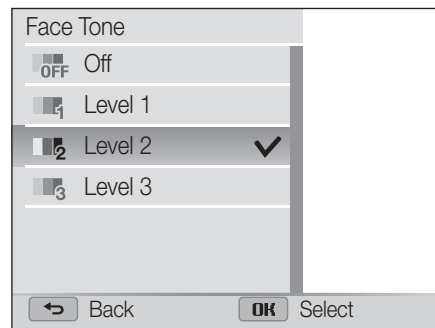 Face Tone
OFF Off
1 Level 1
2 Level 2
3 Level 3
Back OK Select